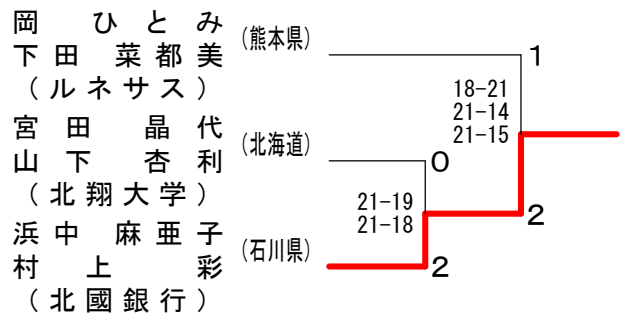 岡 ひとみ
下田 菜都美
(ルネサス)
(熊本県)
1
18-21
21-14
21-15
宮田 晶代
山下 杏利
(北翔大学)
(北海道)
0
21-19
21-18
2
浜中 麻亜子
村上 彩
(北國銀行)
(石川県)
2